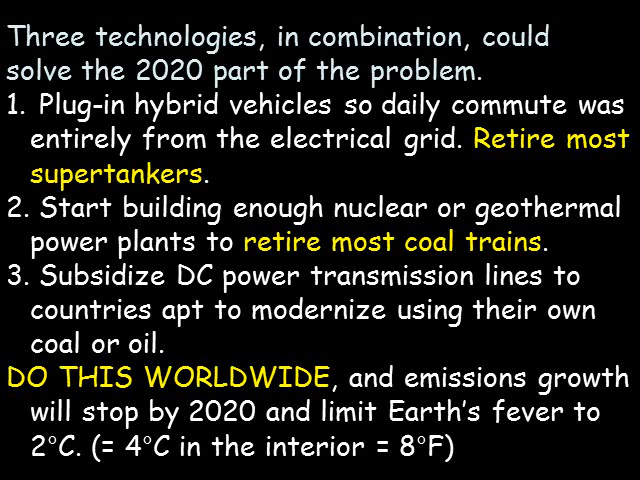 Three technologies, in combination, could
solve the 2020 part of the problem.
1. Plug-in hybrid vehicles so daily commute was
entirely from the electrical grid. Retire most
supertankers.
2. Start building enough nuclear or geothermal
power plants to retire most coal trains.
3. Subsidize DC power transmission lines to
countries apt to modernize using their own
coal or oil.
DO THIS WORLDWIDE, and emissions growth
will stop by 2020 and limit Earth's fever to
2°C. (= 4°C in the interior = 8°F)